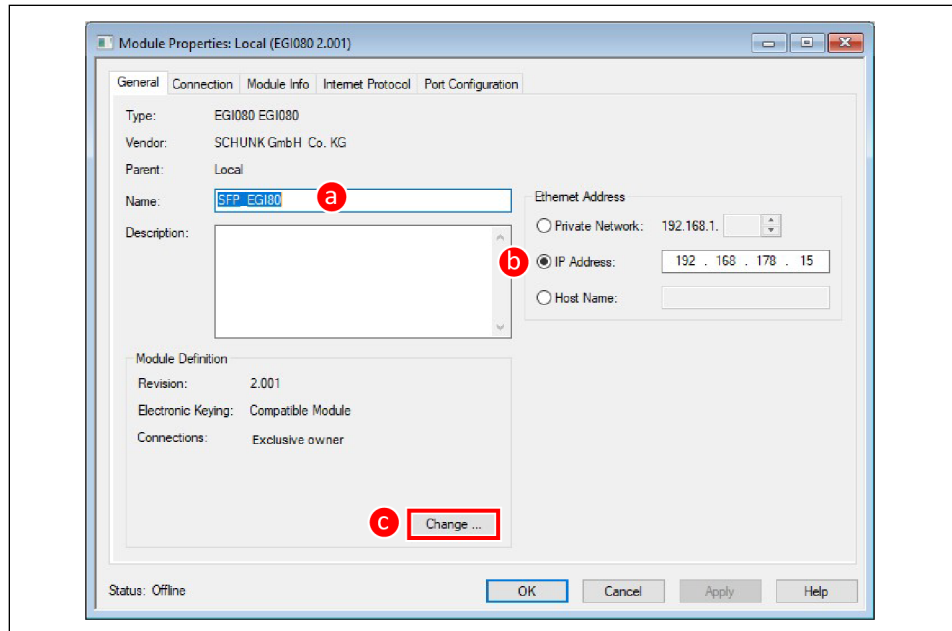 Module Properties: Local (EGI080 2.001)
General Connection Module Info Internet Protocol Port Configuration
Type: EGI080 EGI080
Vendor: SCHUNK GmbH Co. KG
Parent: Local
Name: SFP_EGI80 a
Description:
Ethernet Address
Private Network: 192.168.1.
b IP Address: 192 . 168 . 178 . 15
Host Name:
Module Definition
Revision: 2.001
Electronic Keying: Compatible Module
Connections: Exclusive owner
c Change ...
Status: Offline OK Cancel Apply Help